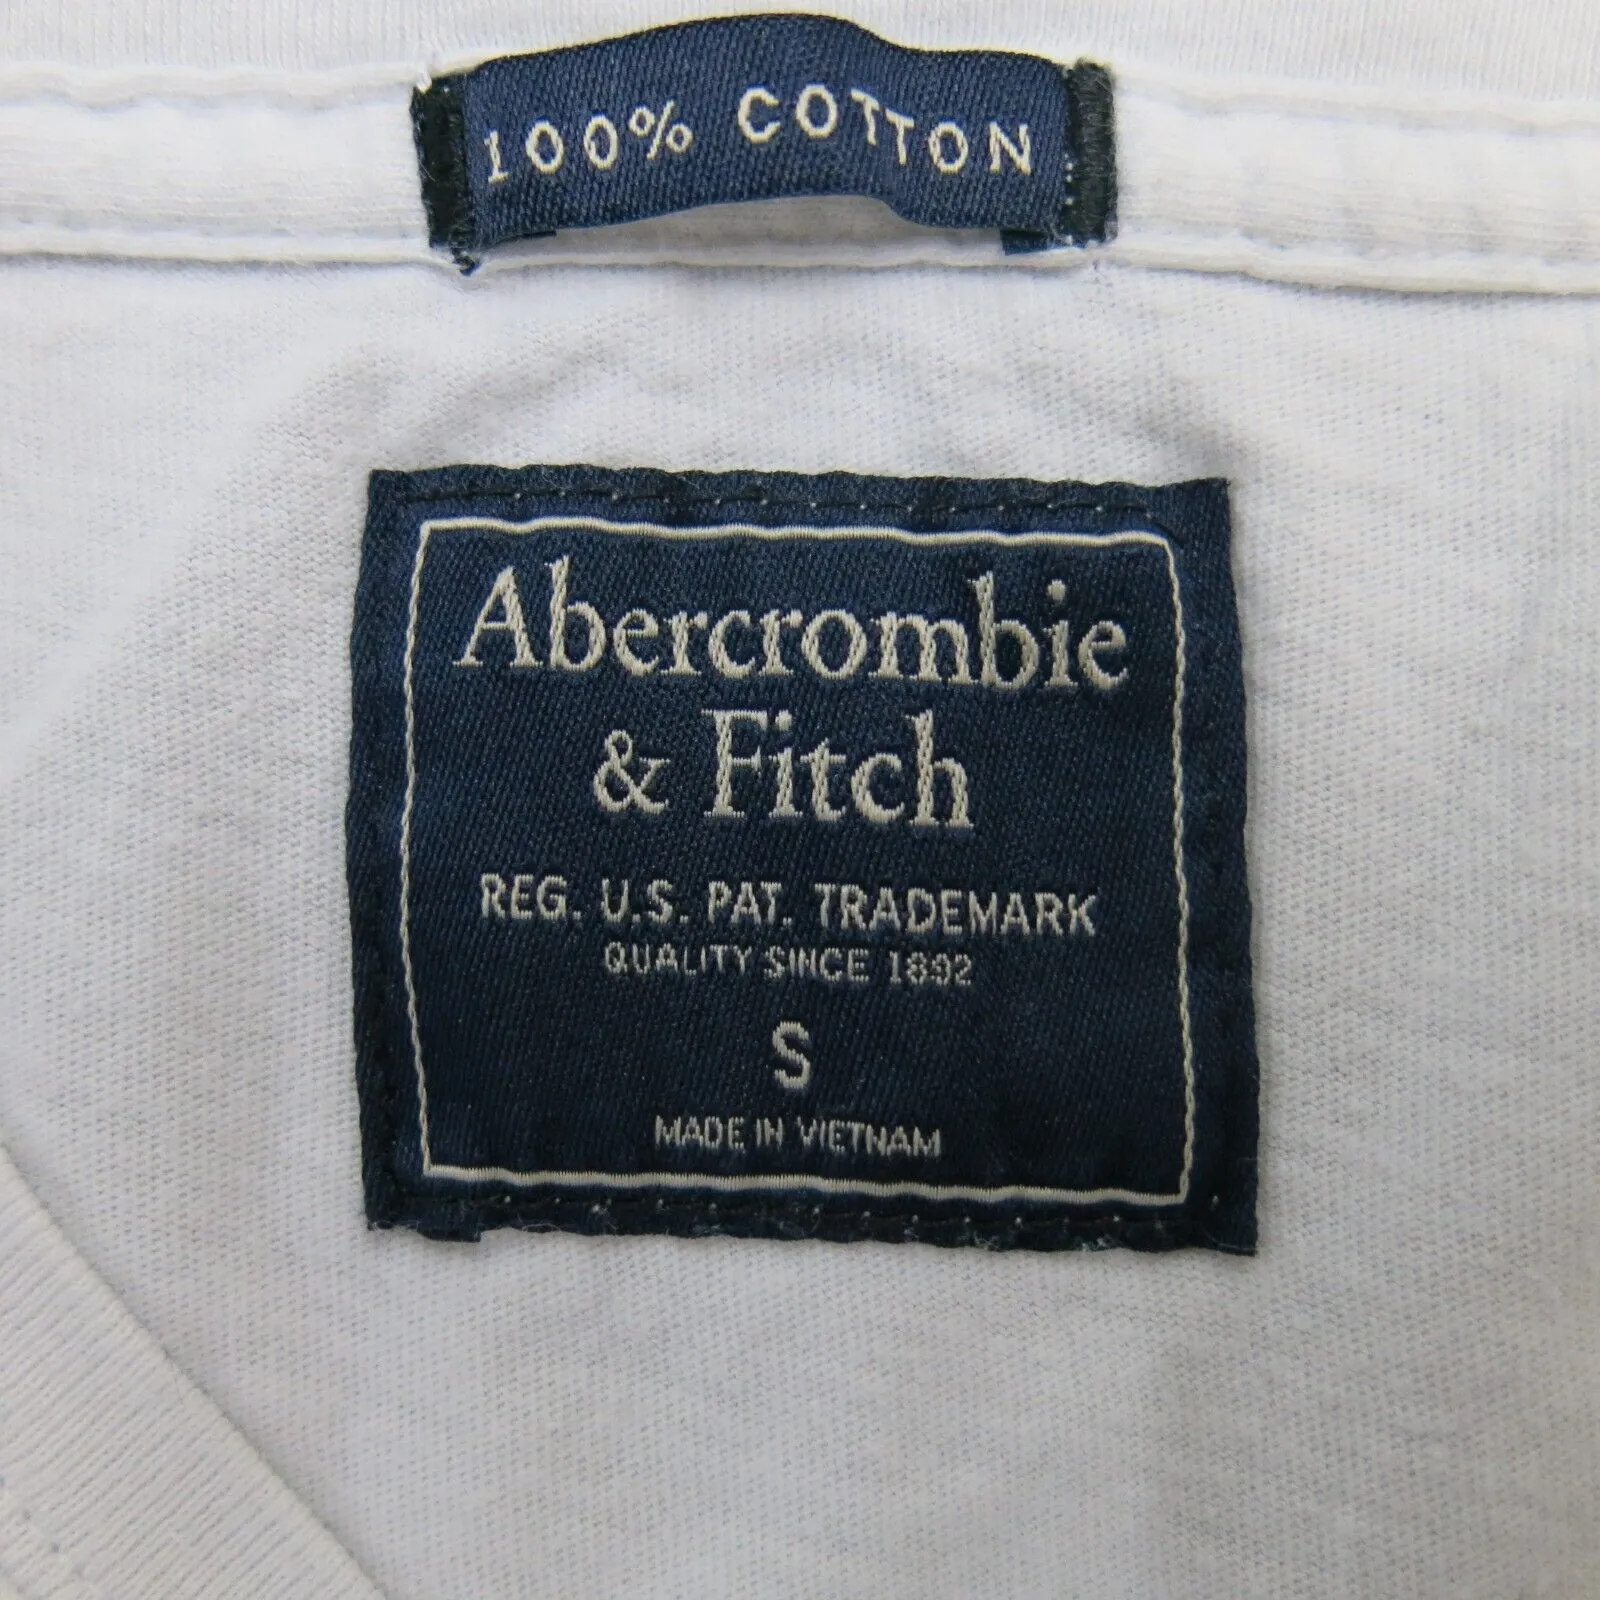 100% COTTON
Abercrombie
& Fitch
REG. U.S. PAT. TRADEMARK
QUALITY SINCE 1892
S
MADE IN VIETNAM